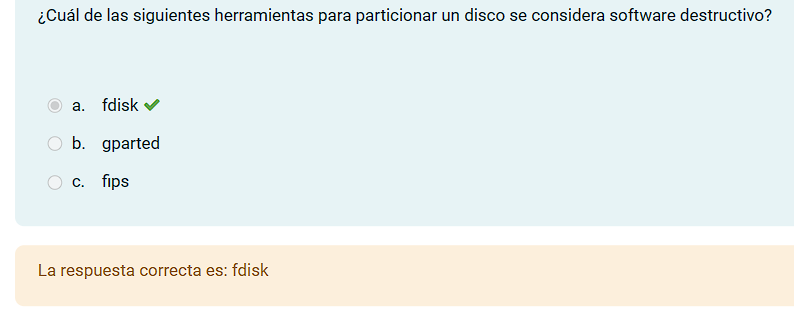 ¿Cuál de las siguientes herramientas para particionar un disco se considera software destructivo?
a. fdisk
b. gparted
c. fips
La respuesta correcta es: fdisk